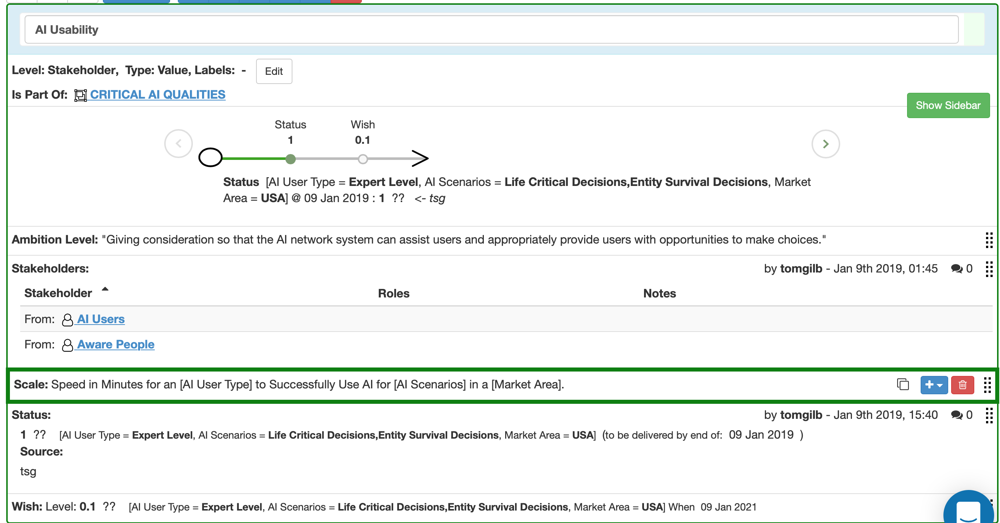 AI Usability
Level: Stakeholder, Type: Value, Labels: - Edit
Is Part Of: CRITICAL AI QUALITIES
Show Sidebar
Status Wish
1 0.1
Status [AI User Type = Expert Level, AI Scenarios = Life Critical Decisions,Entity Survival Decisions, Market
Area = USA] @ 09 Jan 2019 : 1 ?? <- tsg
Ambition Level: "Giving consideration so that the AI network system can assist users and appropriately provide users with opportunities to make choices."
Stakeholders: by tomgilb - Jan 9th 2019, 01:45 0
Stakeholder Roles Notes
From: AI Users
From: Aware People
Scale: Speed in Minutes for an [AI User Type] to Successfully Use AI for [AI Scenarios] in a [Market Area].
Status: by tomgilb - Jan 9th 2019, 15:40 0
1 ?? [AI User Type = Expert Level, AI Scenarios = Life Critical Decisions,Entity Survival Decisions, Market Area = USA] (to be delivered by end of: 09 Jan 2019 )
Source:
tsg
Wish: Level: 0.1 ?? [AI User Type = Expert Level, AI Scenarios = Life Critical Decisions,Entity Survival Decisions, Market Area = USA] When 09 Jan 2021